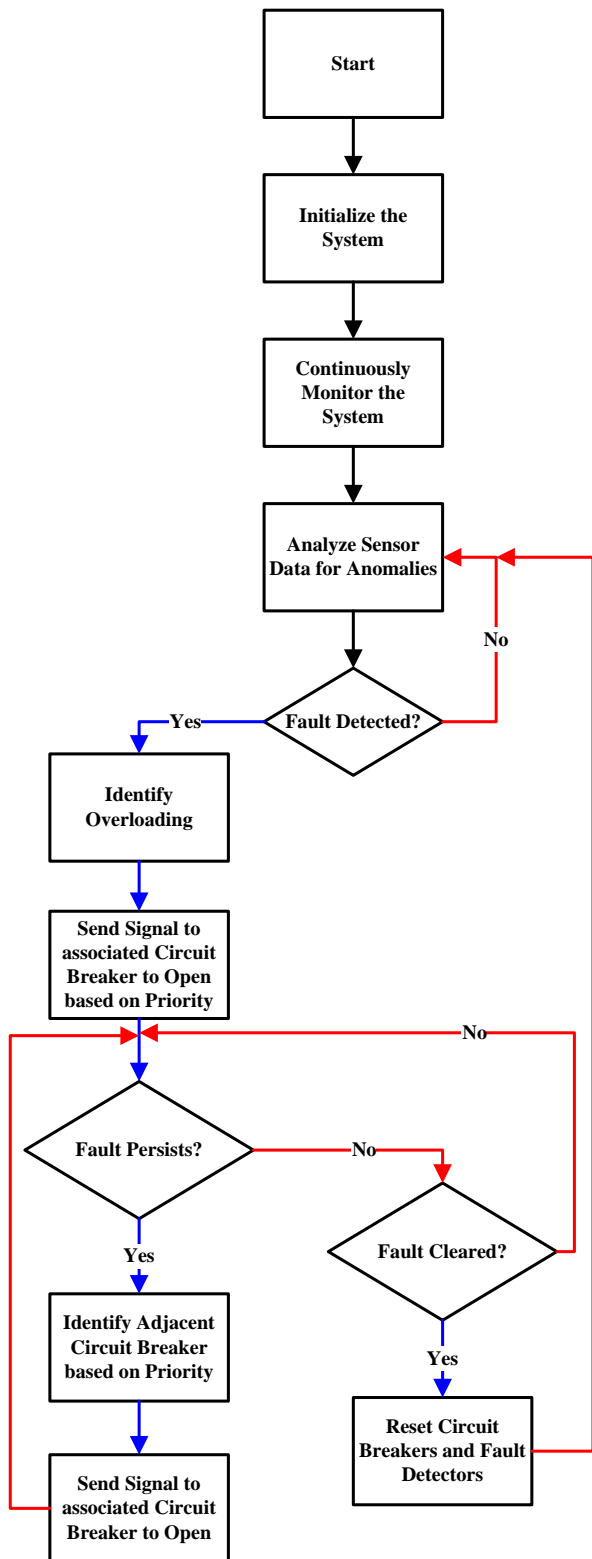 Start
Initialize the
System
Continuously
Monitor the
System
Analyze Sensor
Data for Anomalies
No
Yes
Fault Detected?
Identify
Overloading
Send Signal to
associated Circuit
Breaker to Open
based on Priority
No
Fault Persists?
No
Fault Cleared?
Yes
Identify Adjacent
Circuit Breaker
based on Priority
Yes
Reset Circuit
Breakers and Fault
Detectors
Send Signal to
associated Circuit
Breaker to Open